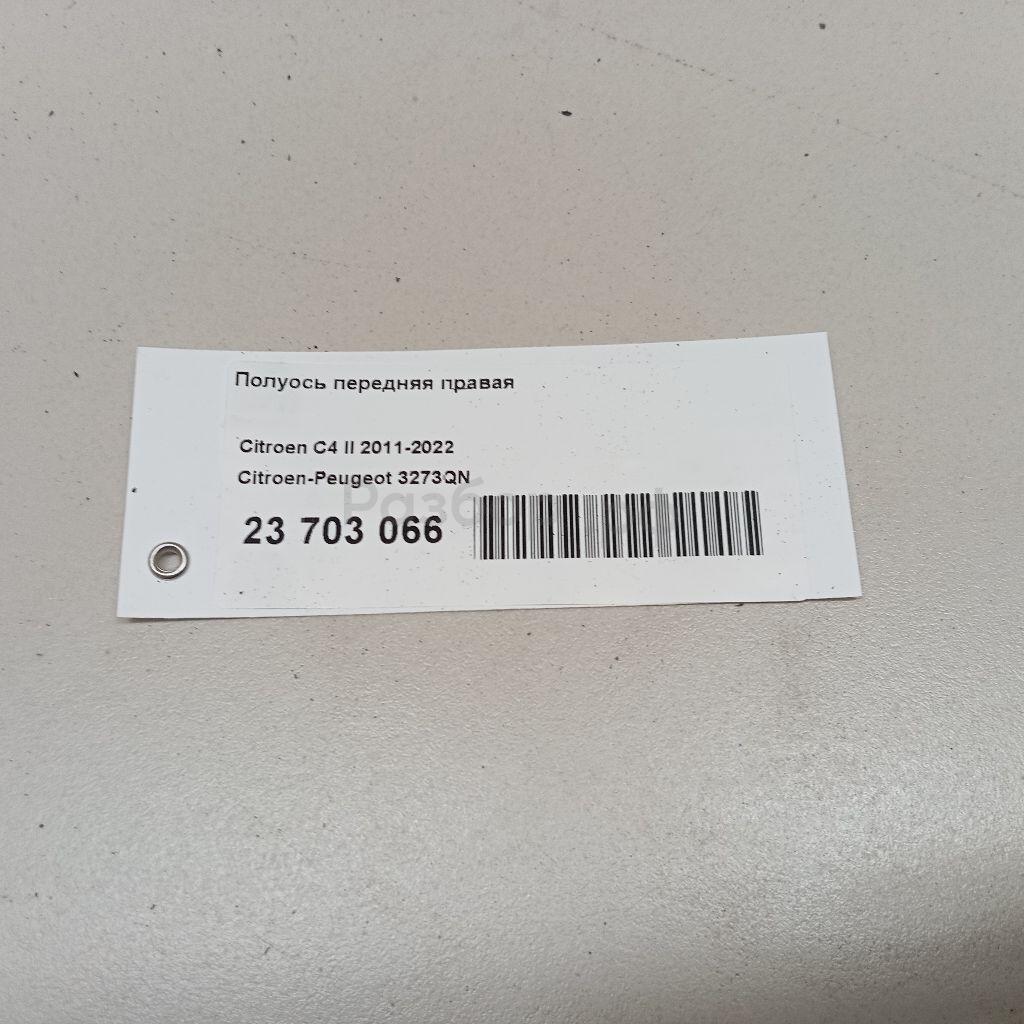 Полуось передняя правая
Citroen C4 II 2011-2022
Citroen-Peugeot 3273QN
23 703 066